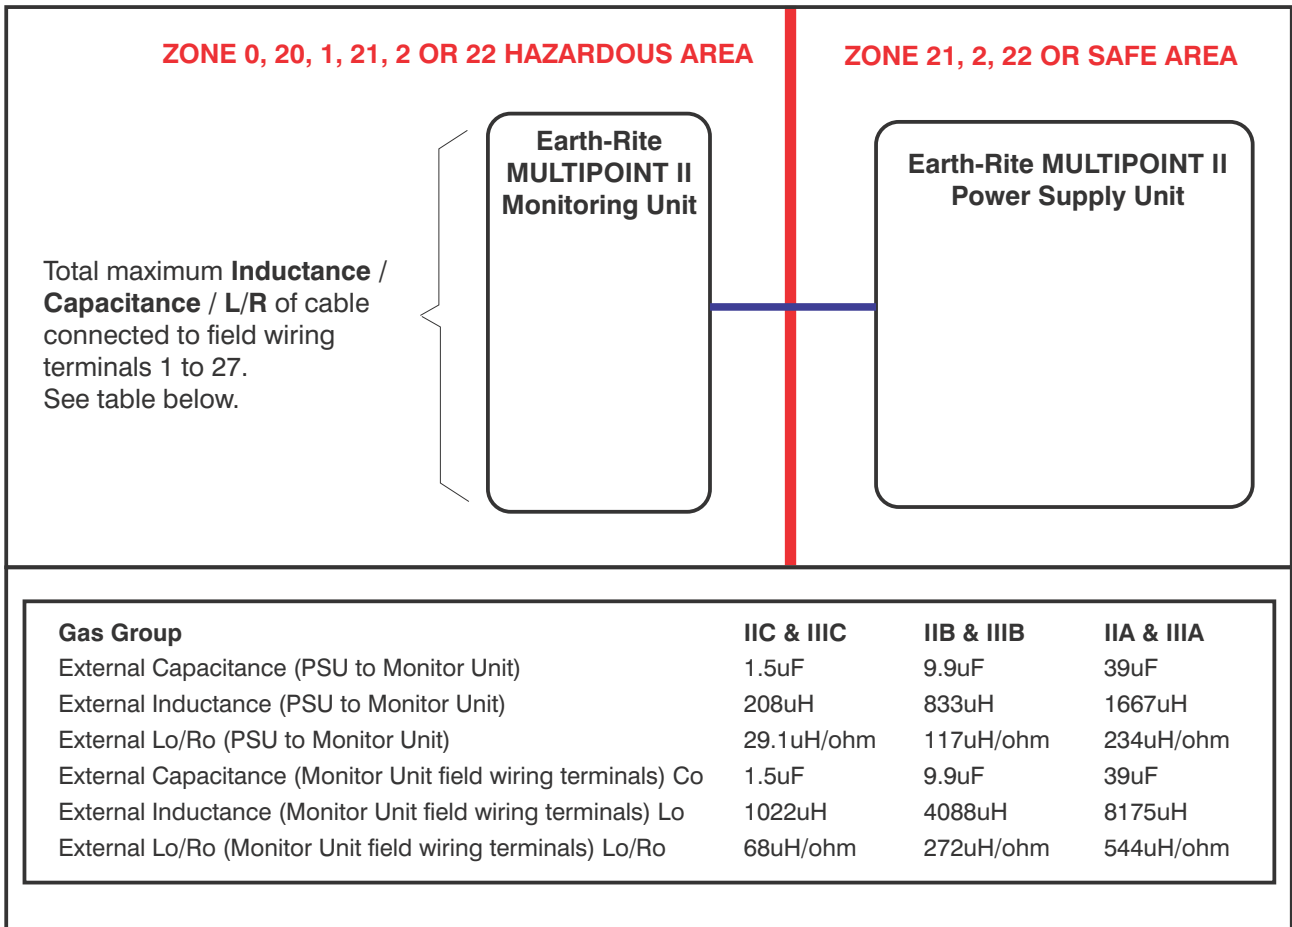 ZONE 0, 20, 1, 21, 2 OR 22 HAZARDOUS AREA
ZONE 21, 2, 22 OR SAFE AREA
Earth-Rite
MULTIPOINT II
Monitoring Unit
Earth-Rite MULTIPOINT II
Power Supply Unit
Total maximum Inductance /
Capacitance / L/R of cable
connected to field wiring
terminals 1 to 27.
See table below.
Gas Group IIC & IIIC IIB & IIIB IIA & IIIA
External Capacitance (PSU to Monitor Unit) 1.5uF 9.9uF 39uF
External Inductance (PSU to Monitor Unit) 208uH 833uH 1667uH
External Lo/Ro (PSU to Monitor Unit) 29.1uH/ohm 117uH/ohm 234uH/ohm
External Capacitance (Monitor Unit field wiring terminals) Co 1.5uF 9.9uF 39uF
External Inductance (Monitor Unit field wiring terminals) Lo 1022uH 4088uH 8175uH
External Lo/Ro (Monitor Unit field wiring terminals) Lo/Ro 68uH/ohm 272uH/ohm 544uH/ohm